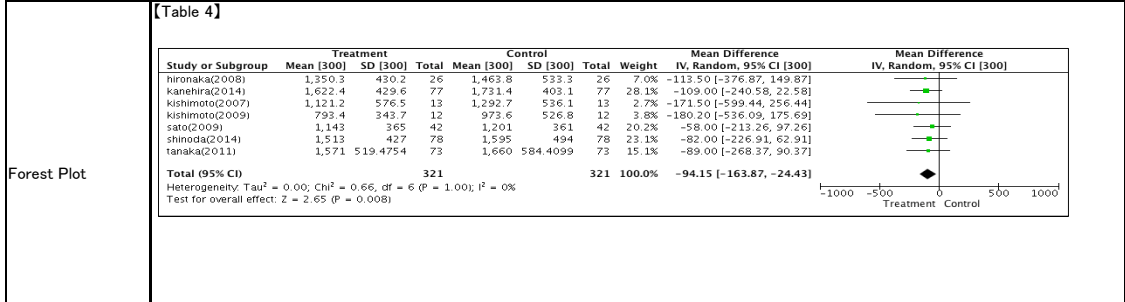 【Table 4】
Treatment Control Mean Difference Mean Difference
Study or Subgroup Mean [300] SD [300] Total Mean [300] SD [300] Total Weight IV, Random, 95% CI [300] IV, Random, 95% CI [300]
hironaka(2008) 1,350.3 430.2 26 1,463.8 533.3 26 7.0% -113.50 [-376.87, 149.87]
kanehira(2014) 1,622.4 429.6 77 1,731.4 403.1 77 28.1% -109.00 [-240.58, 22.58]
kishimoto(2007) 1,121.2 576.5 13 1,292.7 536.1 13 2.7% -171.50 [-599.44, 256.44]
kishimoto(2009) 793.4 343.7 12 973.6 526.8 12 3.8% -180.20 [-536.09, 175.69]
sato(2009) 1,143 365 42 1,201 361 42 20.2% -58.00 [-213.26, 97.26]
shinoda(2014) 1,513 427 78 1,595 494 78 23.1% -82.00 [-226.91, 62.91]
tanaka(2011) 1,571 519.4754 73 1,660 584.4099 73 15.1% -89.00 [-268.37, 90.37]
Forest Plot
Total (95% CI) 321 321 100.0% -94.15 [-163.87, -24.43]
Heterogeneity: Tau² = 0.00; Chi² = 0.66, df = 6 (P = 1.00); I² = 0%
Test for overall effect: Z = 2.65 (P = 0.008)
-1000 -500 0 500 1000
Treatment Control